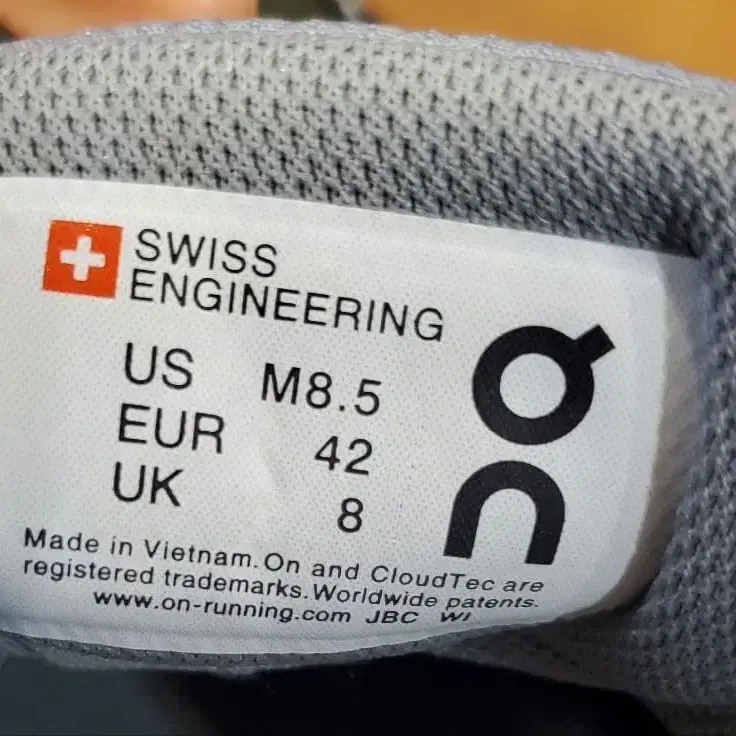 SWISS
ENGINEERING
US M8.5
EUR 42
UK 8
On
Made in Vietnam. On and CloudTec are
registered trademarks. Worldwide patents.
www.on-running.com JBC WI